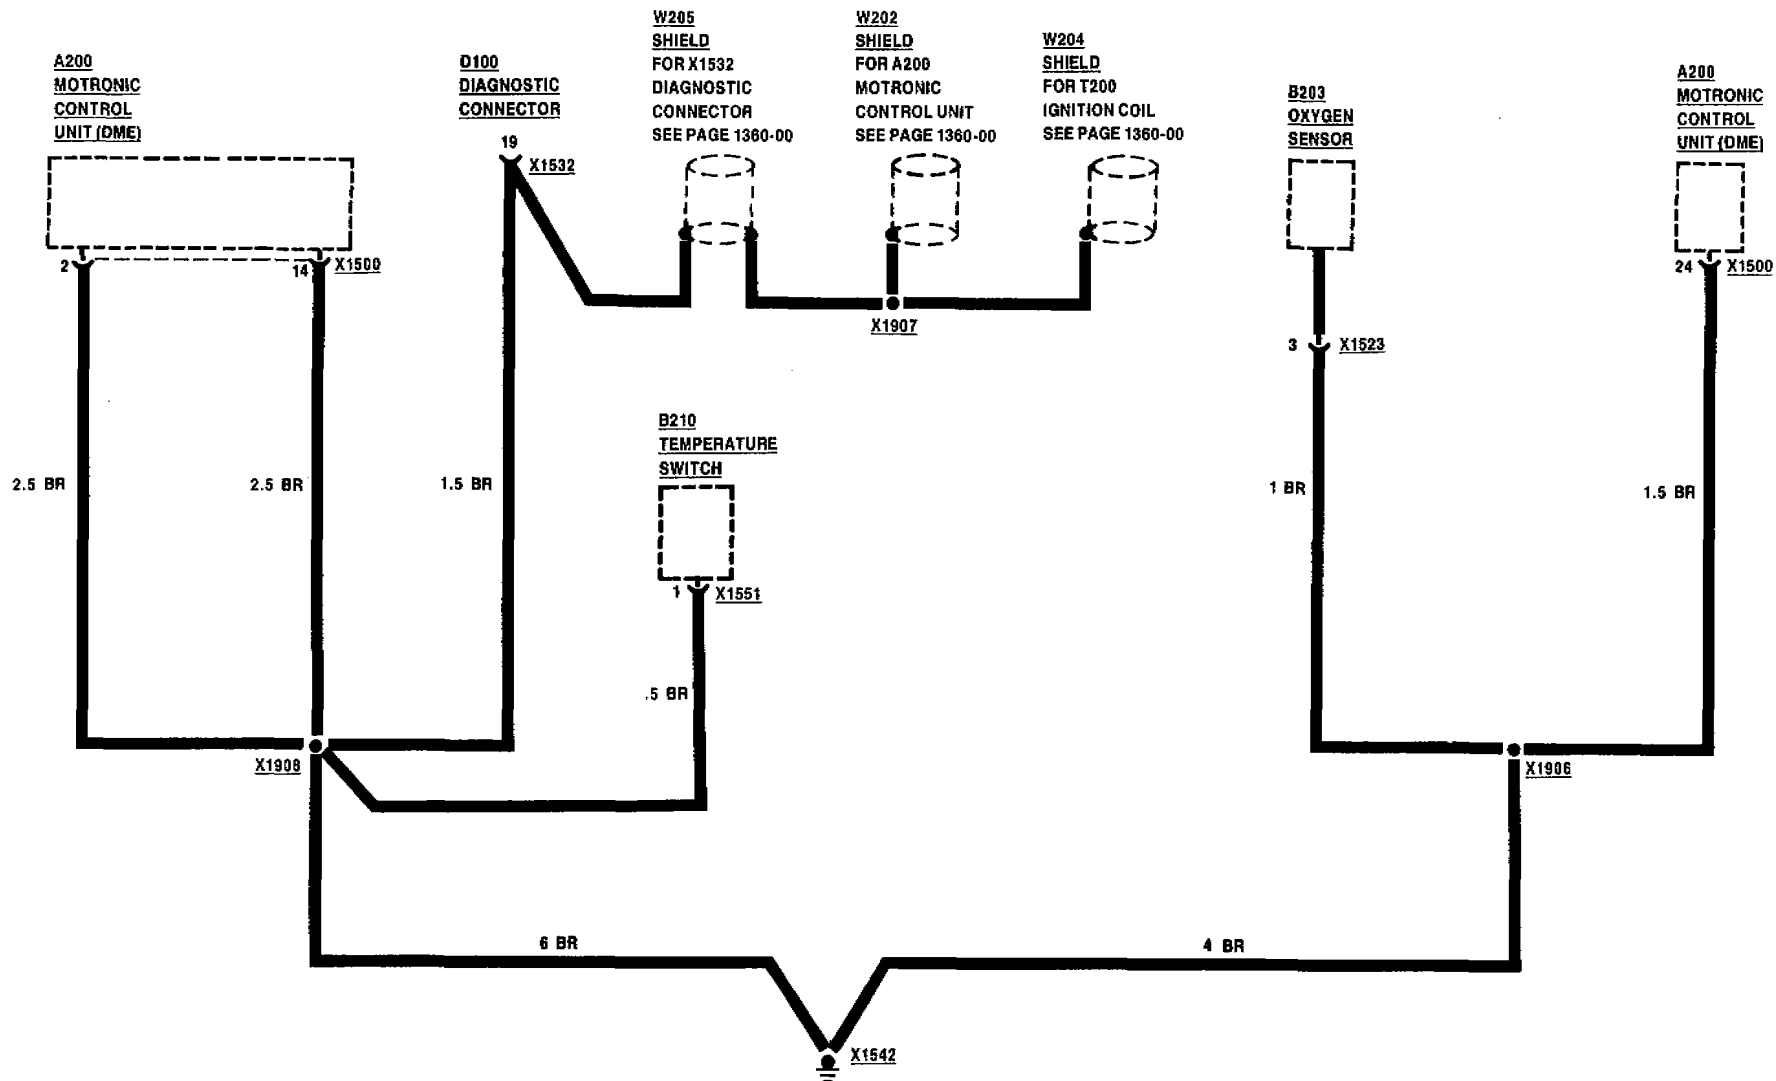 A200
MOTRONIC
CONTROL
UNIT (DME)
D100
DIAGNOSTIC
CONNECTOR
W205
SHIELD
FOR X1532
DIAGNOSTIC
CONNECTOR
SEE PAGE 1360-00
W202
SHIELD
FOR A200
MOTRONIC
CONTROL UNIT
SEE PAGE 1360-00
W204
SHIELD
FOR T200
IGNITION COIL
SEE PAGE 1360-00
B203
OXYGEN
SENSOR
A200
MOTRONIC
CONTROL
UNIT (DME)
19
X1532
2
14
X1500
24
X1500
X1907
3
X1523
B210
TEMPERATURE
SWITCH
2.5 BR
2.5 BR
1.5 BR
1 BR
1.5 BR
1
X1551
.5 BR
X1908
X1906
6 BR
4 BR
X1542